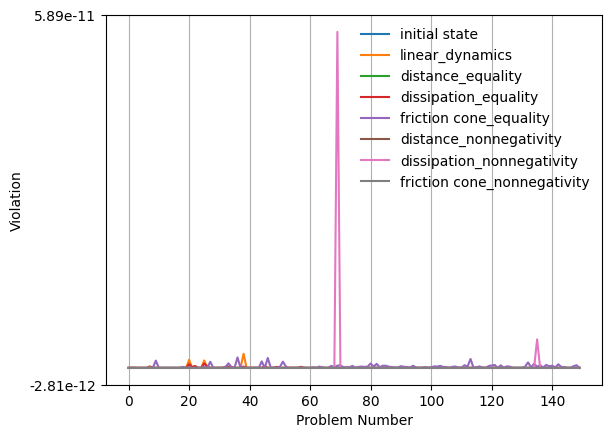 5.89e-11
initial state
linear_dynamics
distance_equality
dissipation_equality
friction cone_equality
distance_nonnegativity
dissipation_nonnegativity
friction cone_nonnegativity
Violation
-2.81e-12
0 20 40 60 80 100 120 140
Problem Number